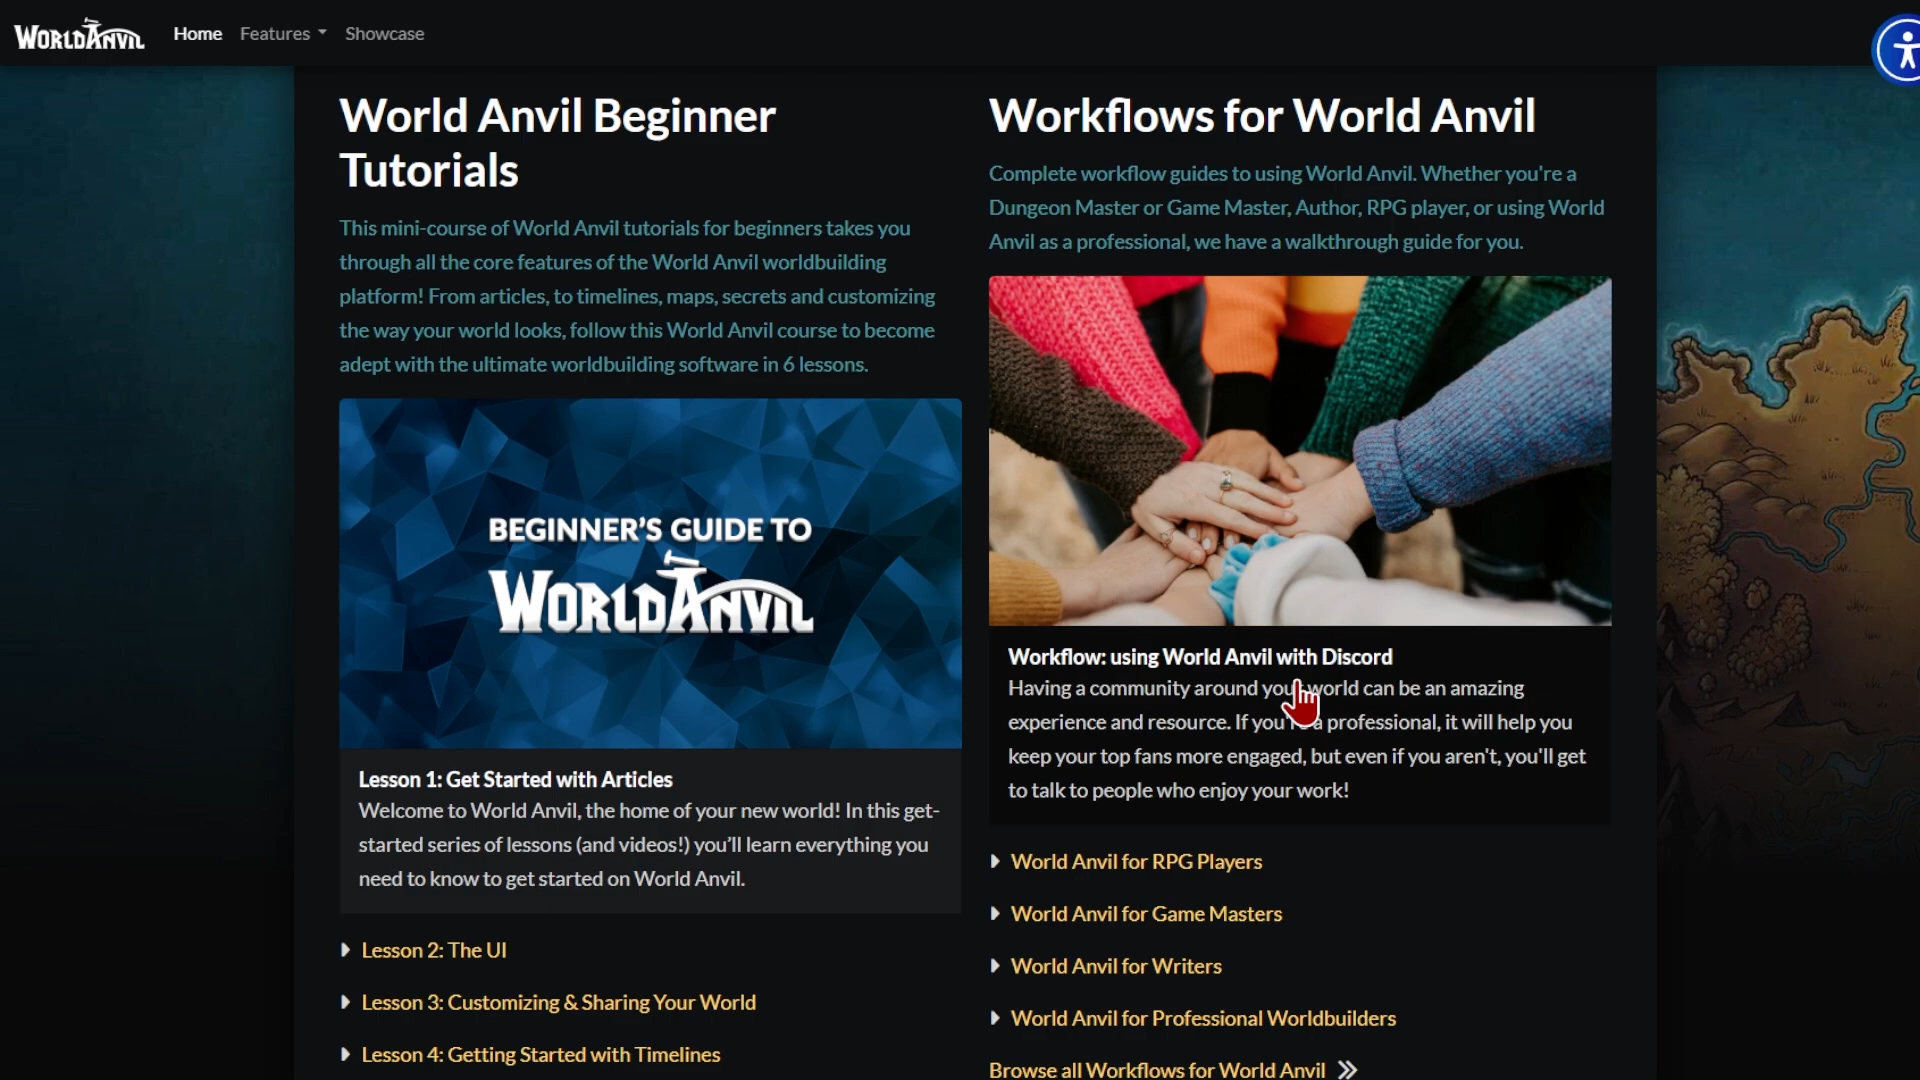 WORLDANVIL
Home
Features
Showcase
World Anvil Beginner
Tutorials
This mini-course of World Anvil tutorials for beginners takes you
through all the core features of the World Anvil worldbuilding
platform! From articles, to timelines, maps, secrets and customizing
the way your world looks, follow this World Anvil course to become
adept with the ultimate worldbuilding software in 6 lessons.
BEGINNER'S GUIDE TO
WORLDANVIL
Lesson 1: Get Started with Articles
Welcome to World Anvil, the home of your new world! In this get-
started series of lessons (and videos!) you'll learn everything you
need to know to get started on World Anvil.
Lesson 2: The UI
Lesson 3: Customizing & Sharing Your World
Lesson 4: Getting Started with Timelines
Workflows for World Anvil
Complete workflow guides to using World Anvil. Whether you're a
Dungeon Master or Game Master, Author, RPG player, or using World
Anvil as a professional, we have a walkthrough guide for you.
Workflow: using World Anvil with Discord
Having a community around your world can be an amazing
experience and resource. If you're a professional, it will help you
keep your top fans more engaged, but even if you aren't, you'll get
to talk to people who enjoy your work!
World Anvil for RPG Players
World Anvil for Game Masters
World Anvil for Writers
World Anvil for Professional Worldbuilders
Browse all Workflows for World Anvil